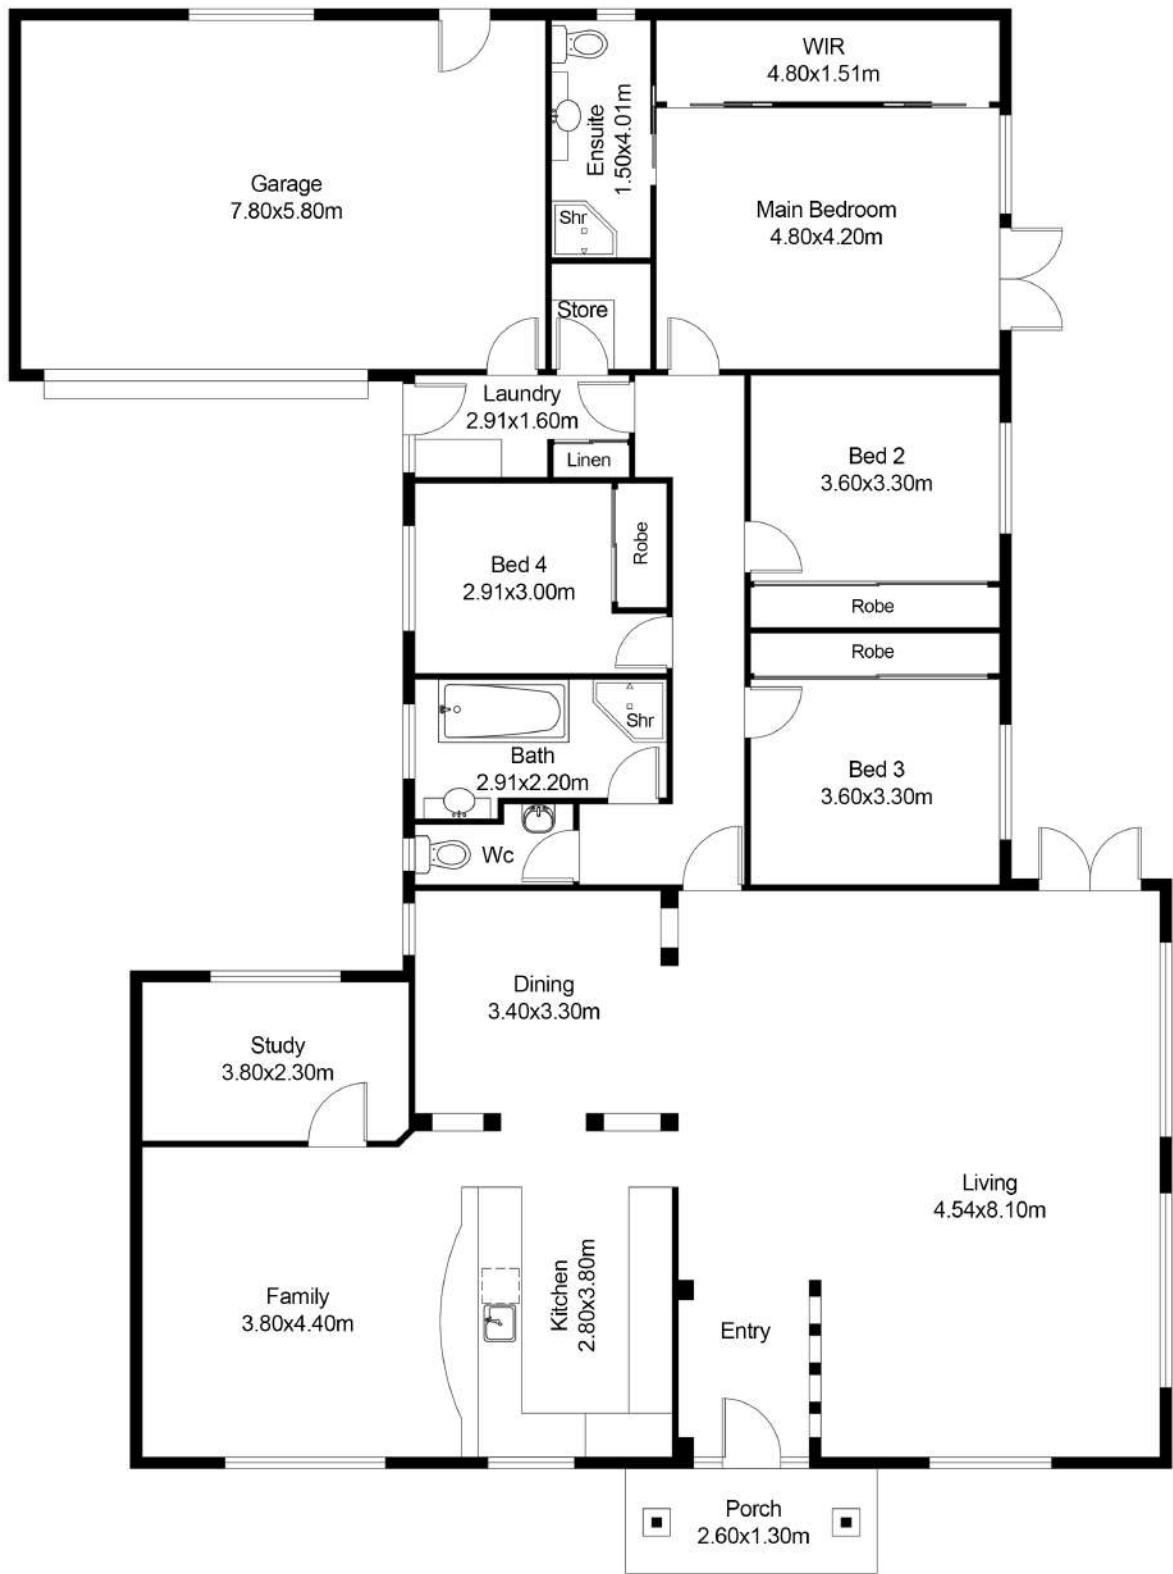 WIR
4.80x1.51m
Garage
7.80x5.80m
Ensuite
1.50x4.01m
Shr
Main Bedroom
4.80x4.20m
Store
Laundry
2.91x1.60m
Linen
Bed 2
3.60x3.30m
Robe
Bed 4
2.91x3.00m
Robe
Robe
Shr
Bath
2.91x2.20m
Bed 3
3.60x3.30m
Wc
Dining
3.40x3.30m
Study
3.80x2.30m
Living
4.54x8.10m
Family
3.80x4.40m
Kitchen
2.80x3.80m
Entry
Porch
2.60x1.30m